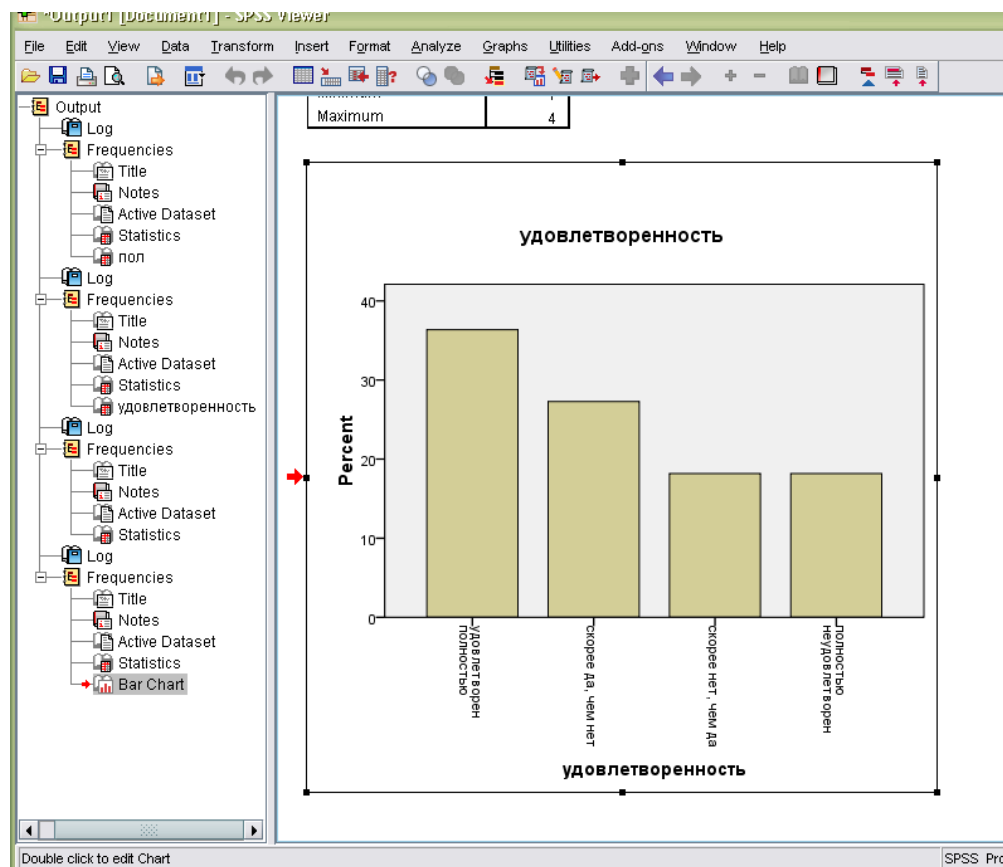 *Output1 [Document1] - SPSS Viewer
File Edit View Data Transform Insert Format Analyze Graphs Utilities Add-ons Window Help
Output
Log
Frequencies
Title
Notes
Active Dataset
Statistics
пол
Log
Frequencies
Title
Notes
Active Dataset
Statistics
удовлетворенность
Log
Frequencies
Title
Notes
Active Dataset
Statistics
Log
Frequencies
Title
Notes
Active Dataset
Statistics
Bar Chart
Maximum 4
удовлетворенность
Percent
40
30
20
10
0
удовлетворен
полностью
скорее да, чем нет
скорее нет, чем да
полностью
неудовлетворен
удовлетворенность
Double click to edit Chart
SPSS Pro